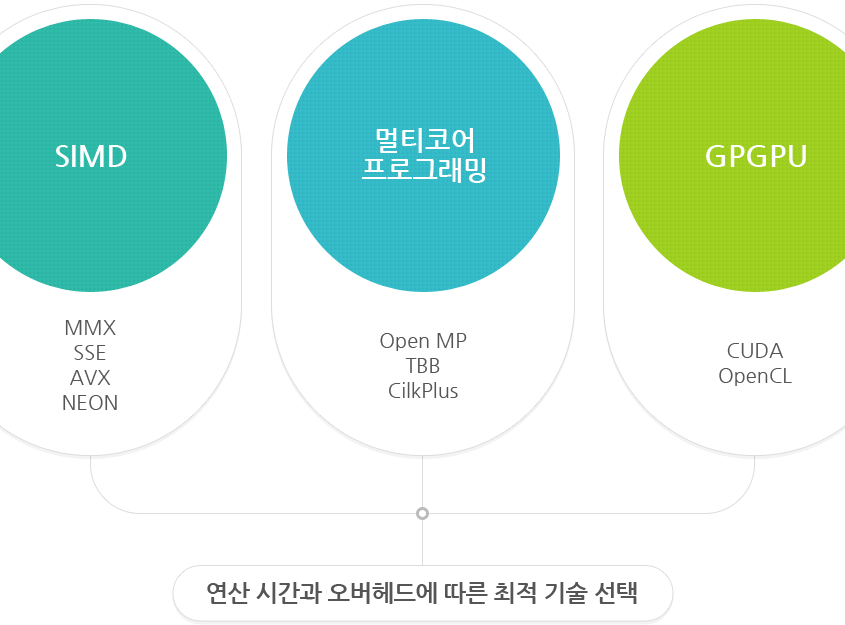 SIMD
MMX
SSE
AVX
NEON
멀티코어
프로그래밍
Open MP
TBB
CilkPlus
GPGPU
CUDA
OpenCL
연산 시간과 오버헤드에 따른 최적 기술 선택